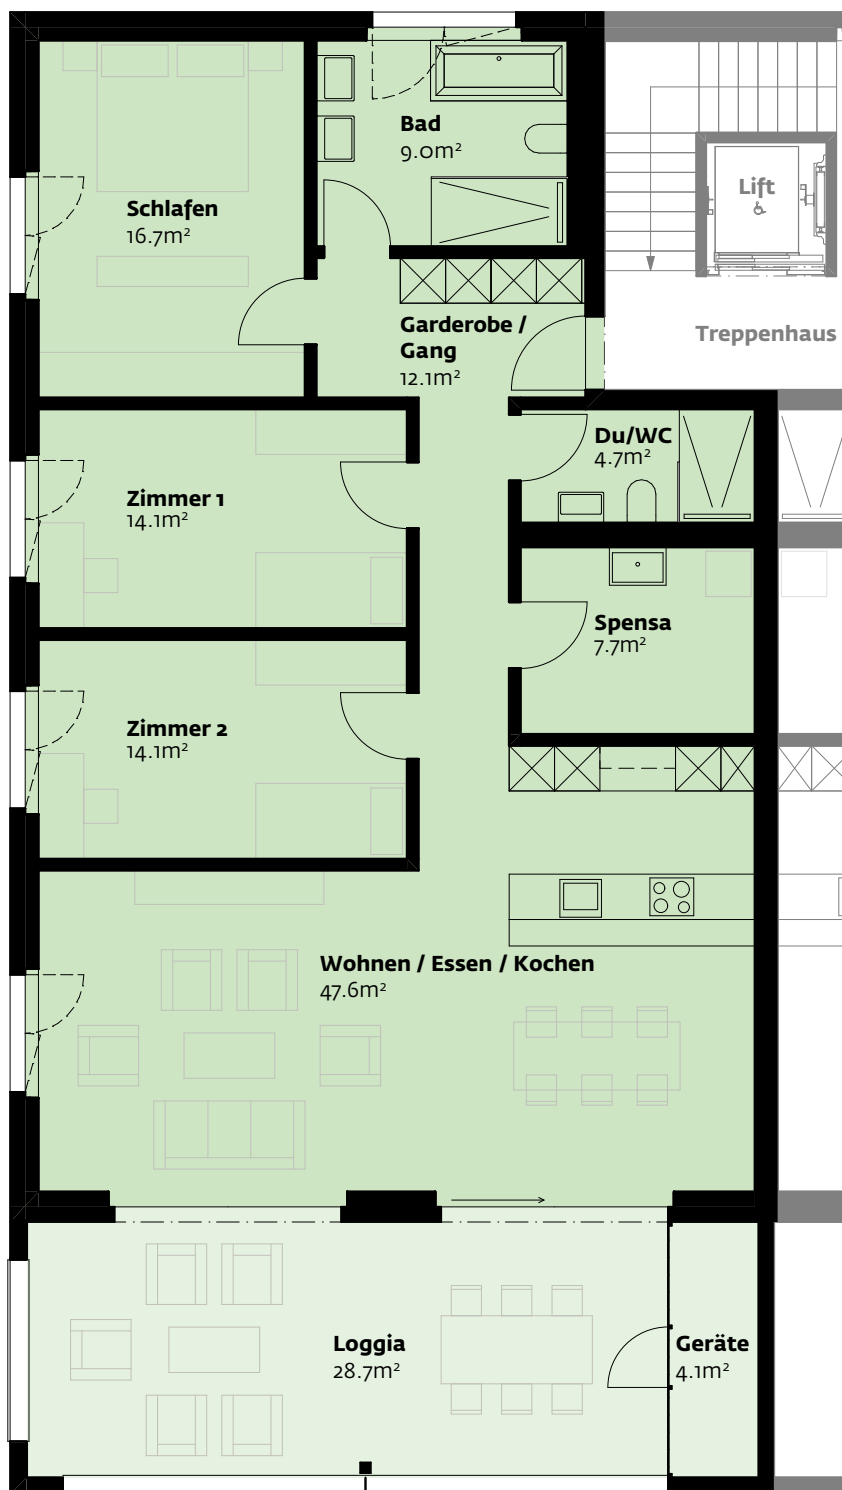 Bad
9.0m²
Lift
Schlafen
16.7m²
Garderobe /
Gang
12.1m²
Treppenhaus
Du/WC
4.7m²
Zimmer 1
14.1m²
Spensa
7.7m²
Zimmer 2
14.1m²
Wohnen / Essen / Kochen
47.6m²
Loggia
28.7m²
Geräte
4.1m²